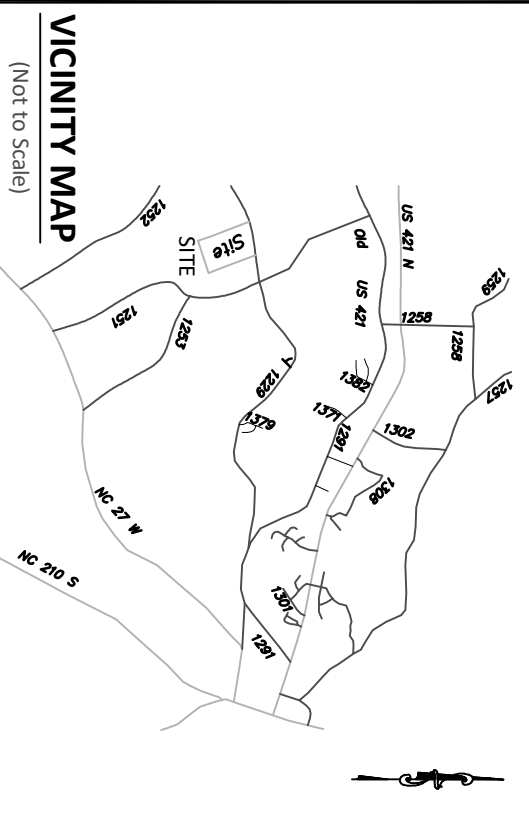 VICINITY MAP
(Not to Scale)
1259
US 421 N
1258
1258
1257
Old US 421
1252
Site
SITE
1382
1302
1371
1291
1251
1253
1229
1379
1308
NC 27 W
1301
NC 210 S
1291